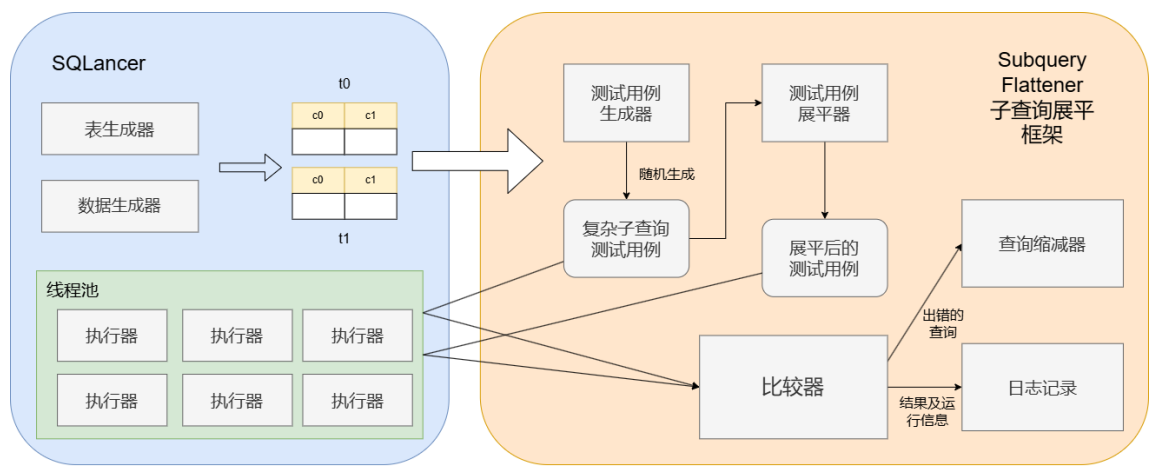 SQLancer
表生成器
数据生成器
t0
c0 c1
c0 c1
t1
线程池
执行器 执行器 执行器
执行器 执行器 执行器
Subquery
Flattener
子查询展平
框架
测试用例
生成器
测试用例
展平器
随机生成
复杂子查询
测试用例
展平后的
测试用例
查询缩减器
出错的
查询
比较器
结果及运
行信息
日志记录